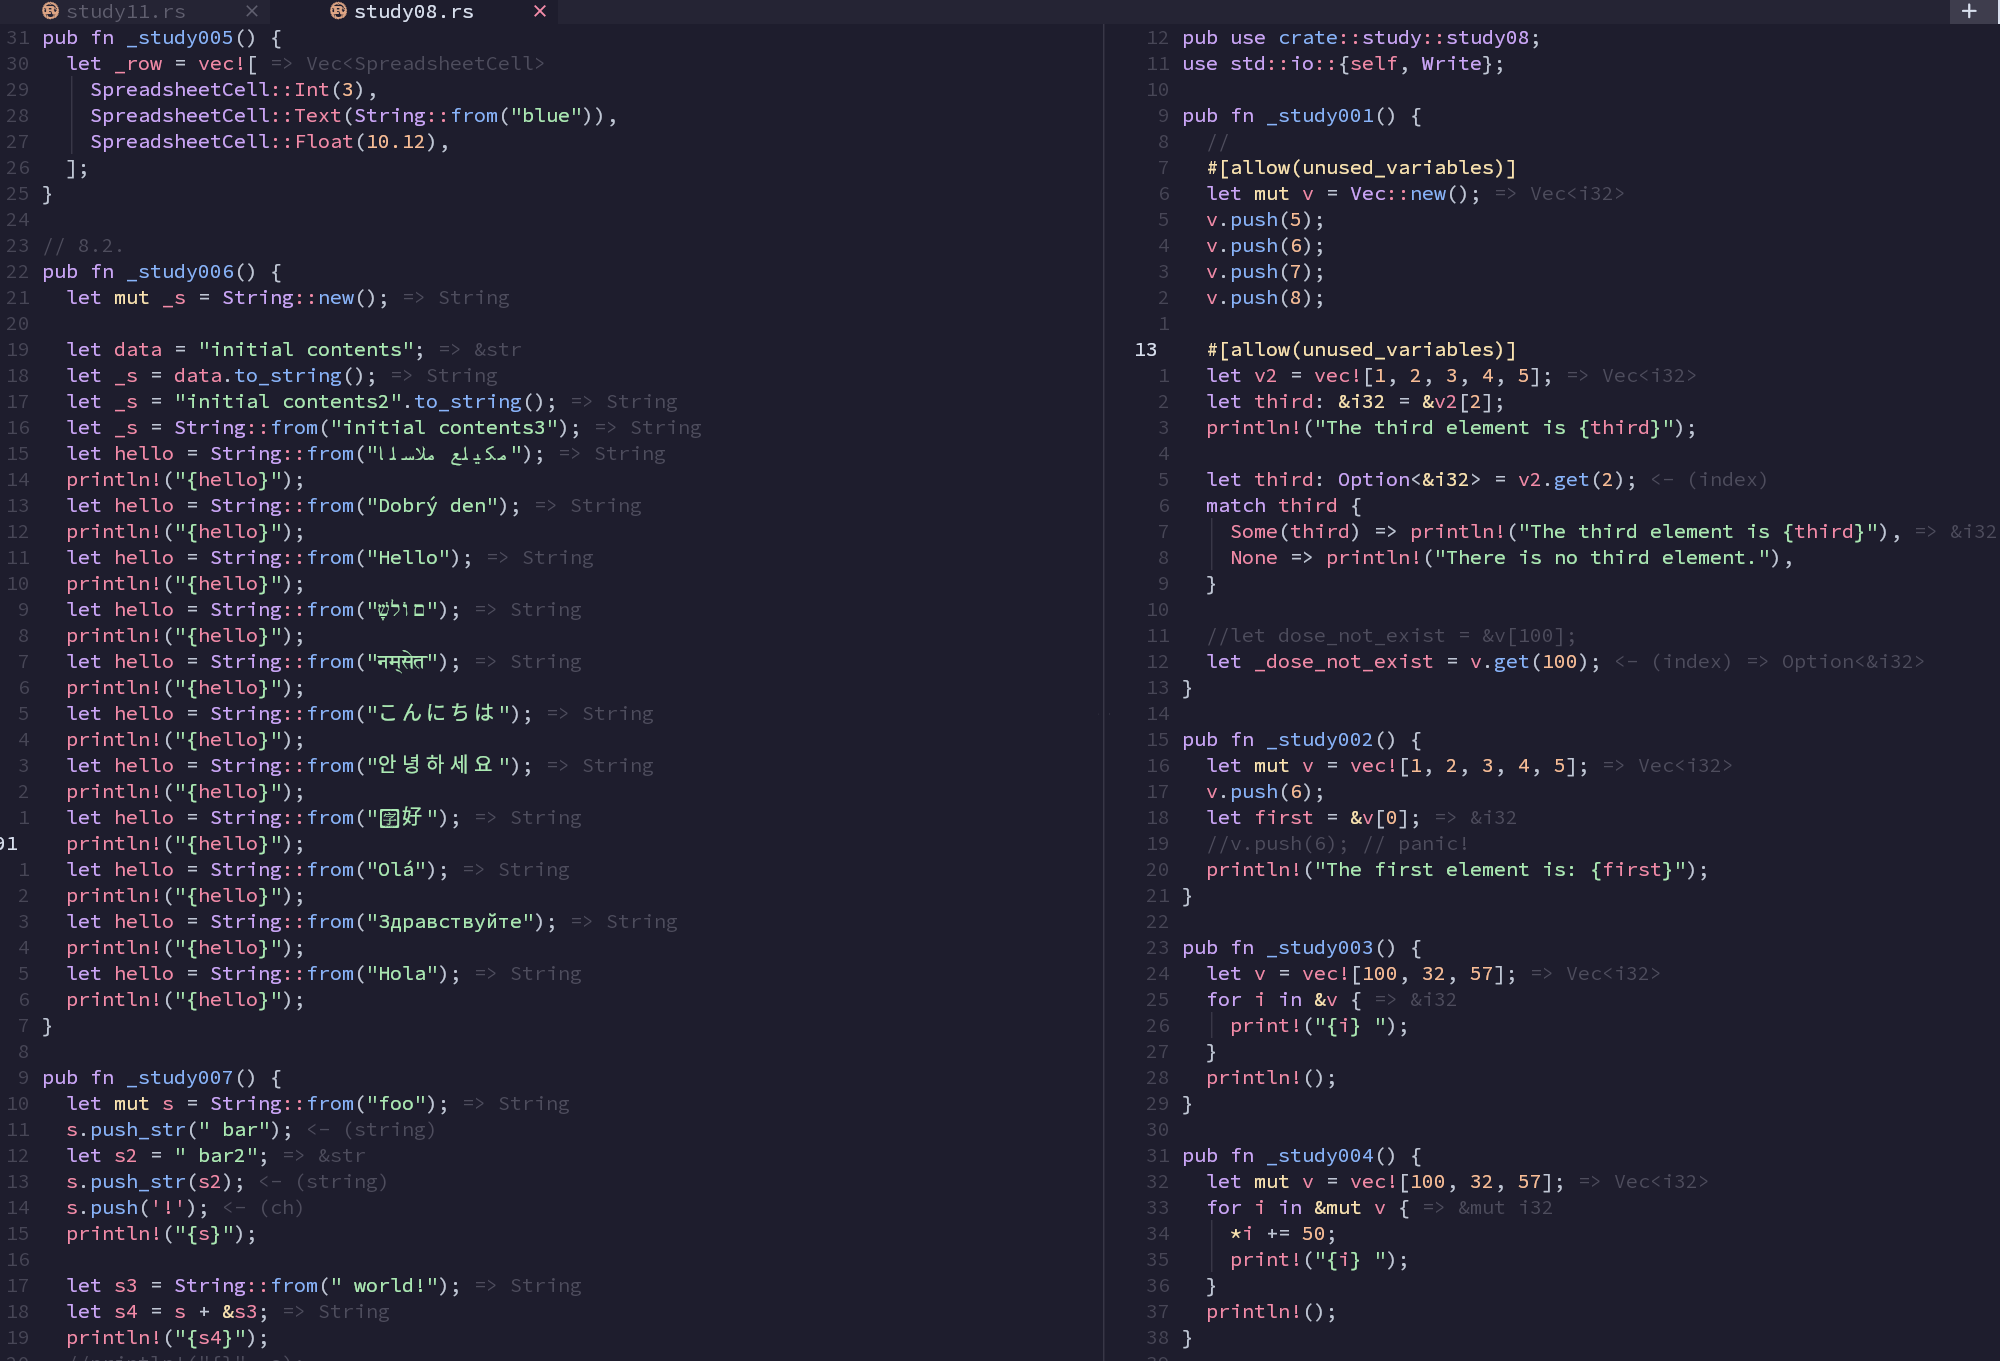 study11.rs × study08.rs × +
31 pub fn _study005() {
30   let _row = vec![ => Vec<SpreadsheetCell>
29     SpreadsheetCell::Int(3),
28     SpreadsheetCell::Text(String::from("blue")),
27     SpreadsheetCell::Float(10.12),
26   ];
25 }
24
23 // 8.2.
22 pub fn _study006() {
21   let mut _s = String::new(); => String
20
19   let data = "initial contents"; => &str
18   let _s = data.to_string(); => String
17   let _s = "initial contents2".to_string(); => String
16   let _s = String::from("initial contents3"); => String
15   let hello = String::from("السلام عليكم"); => String
14   println!("{hello}");
13   let hello = String::from("Dobrý den"); => String
12   println!("{hello}");
11   let hello = String::from("Hello"); => String
10   println!("{hello}");
9   let hello = String::from("שָׁלוֹם"); => String
8   println!("{hello}");
7   let hello = String::from("नमस्ते"); => String
6   println!("{hello}");
5   let hello = String::from("こんにちは"); => String
4   println!("{hello}");
3   let hello = String::from("안녕하세요"); => String
2   println!("{hello}");
1   let hello = String::from("好"); => String
91   println!("{hello}");
1   let hello = String::from("Olá"); => String
2   println!("{hello}");
3   let hello = String::from("Здравствуйте"); => String
4   println!("{hello}");
5   let hello = String::from("Hola"); => String
6   println!("{hello}");
7 }
8
9 pub fn _study007() {
10   let mut s = String::from("foo"); => String
11   s.push_str(" bar"); <- (string)
12   let s2 = " bar2"; => &str
13   s.push_str(s2); <- (string)
14   s.push('!'); <- (ch)
15   println!("{s}");
16
17   let s3 = String::from(" world!"); => String
18   let s4 = s + &s3; => String
19   println!("{s4}");
12 pub use crate::study::study08;
11 use std::io::{self, Write};
10
9 pub fn _study001() {
8   //
7   #[allow(unused_variables)]
6   let mut v = Vec::new(); => Vec<i32>
5   v.push(5);
4   v.push(6);
3   v.push(7);
2   v.push(8);
1
13   #[allow(unused_variables)]
1   let v2 = vec![1, 2, 3, 4, 5]; => Vec<i32>
2   let third: &i32 = &v2[2];
3   println!("The third element is {third}");
4
5   let third: Option<&i32> = v2.get(2); <- (index)
6   match third {
7     Some(third) => println!("The third element is {third}"), => &i32
8     None => println!("There is no third element."),
9   }
10
11   //let dose_not_exist = &v[100];
12   let _dose_not_exist = v.get(100); <- (index) => Option<&i32>
13 }
14
15 pub fn _study002() {
16   let mut v = vec![1, 2, 3, 4, 5]; => Vec<i32>
17   v.push(6);
18   let first = &v[0]; => &i32
19   //v.push(6); // panic!
20   println!("The first element is: {first}");
21 }
22
23 pub fn _study003() {
24   let v = vec![100, 32, 57]; => Vec<i32>
25   for i in &v { => &i32
26     print!("{i} ");
27   }
28   println!();
29 }
30
31 pub fn _study004() {
32   let mut v = vec![100, 32, 57]; => Vec<i32>
33   for i in &mut v { => &mut i32
34     *i += 50;
35     print!("{i} ");
36   }
37   println!();
38 }